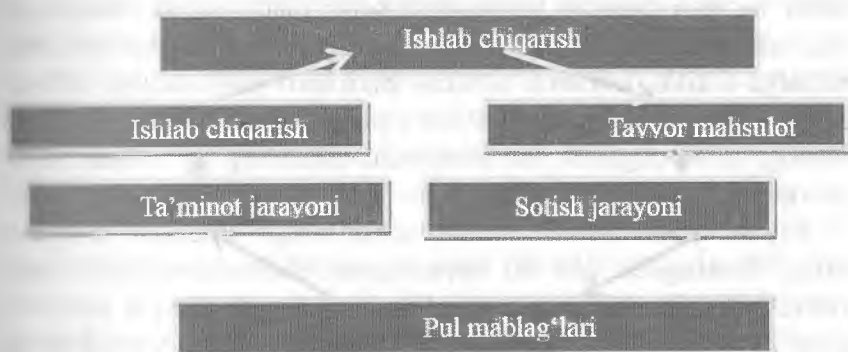 Ishlab chiqarish
Ishlab chiqarish
Tayyor mahsulot
Ta’minot jarayoni
Sotish jarayoni
Pul mablag‘lari